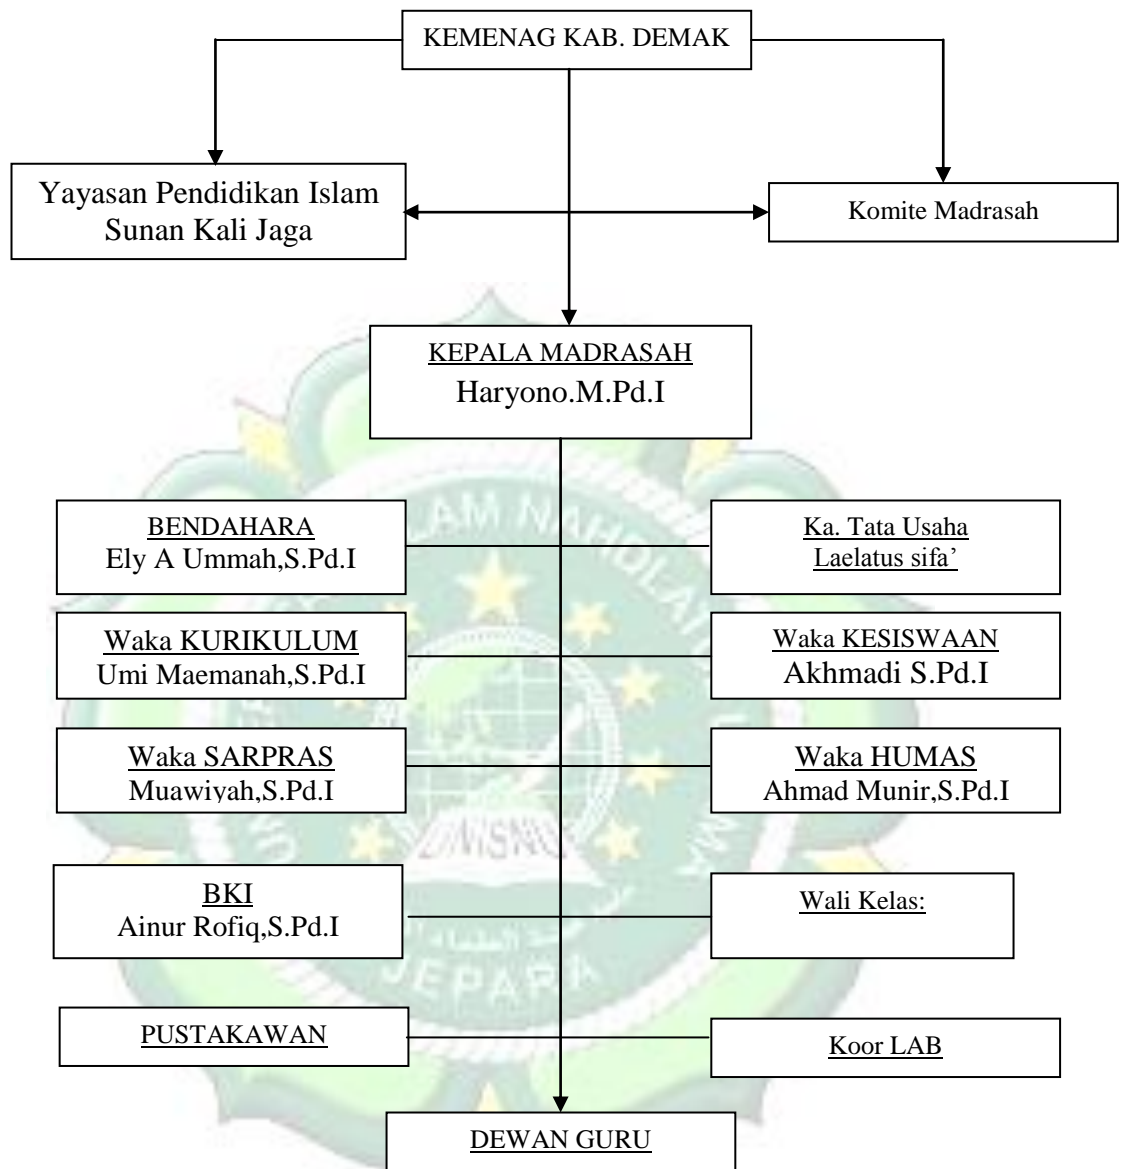 KEMENAG KAB. DEMAK
Yayasan Pendidikan Islam
Sunan Kali Jaga
Komite Madrasah
KEPALA MADRASAH
Haryono.M.Pd.I
BENDAHARA
Ely A Ummah,S.Pd.I
Ka. Tata Usaha
Laelatus sifa’
Waka KURIKULUM
Umi Maemanah,S.Pd.I
Waka KESISWAAN
Akhmadi S.Pd.I
Waka SARPRAS
Muawiyah,S.Pd.I
Waka HUMAS
Ahmad Munir,S.Pd.I
BKI
Ainur Rofiq,S.Pd.I
Wali Kelas:
PUSTAKAWAN
Koor LAB
DEWAN GURU
JEPARA